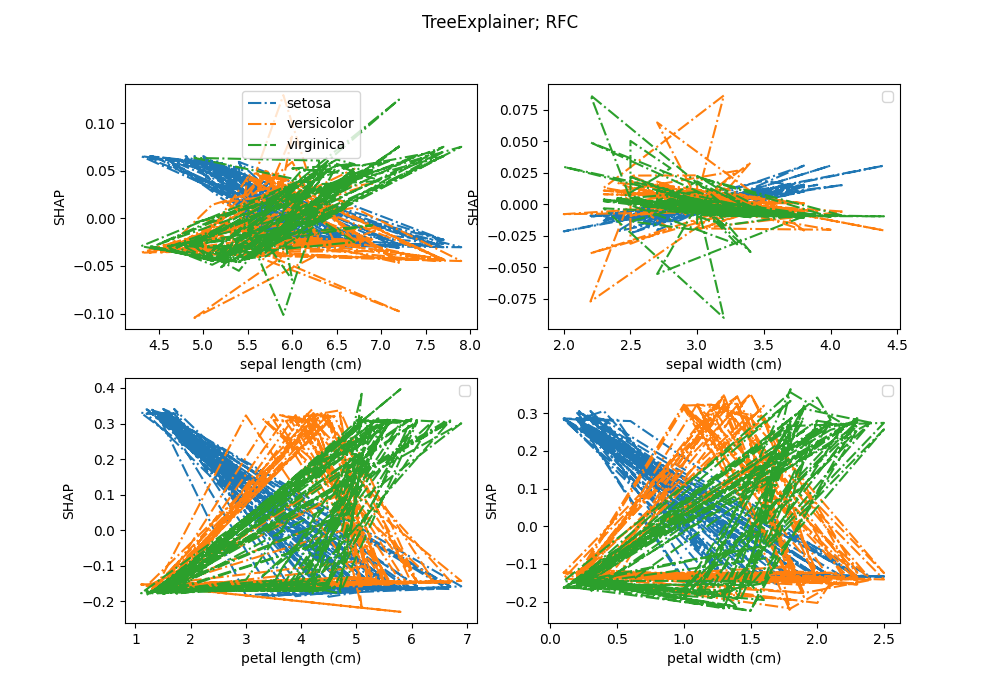 TreeExplainer; RFC
setosa
versicolor
virginica
0.10
0.05
0.00
−0.05
−0.10
SHAP
4.5 5.0 5.5 6.0 6.5 7.0 7.5 8.0
sepal length (cm)
0.075
0.050
0.025
0.000
−0.025
−0.050
−0.075
SHAP
2.0 2.5 3.0 3.5 4.0 4.5
sepal width (cm)
0.4
0.3
0.2
0.1
0.0
−0.1
−0.2
SHAP
1 2 3 4 5 6 7
petal length (cm)
0.3
0.2
0.1
0.0
−0.1
−0.2
SHAP
0.0 0.5 1.0 1.5 2.0 2.5
petal width (cm)